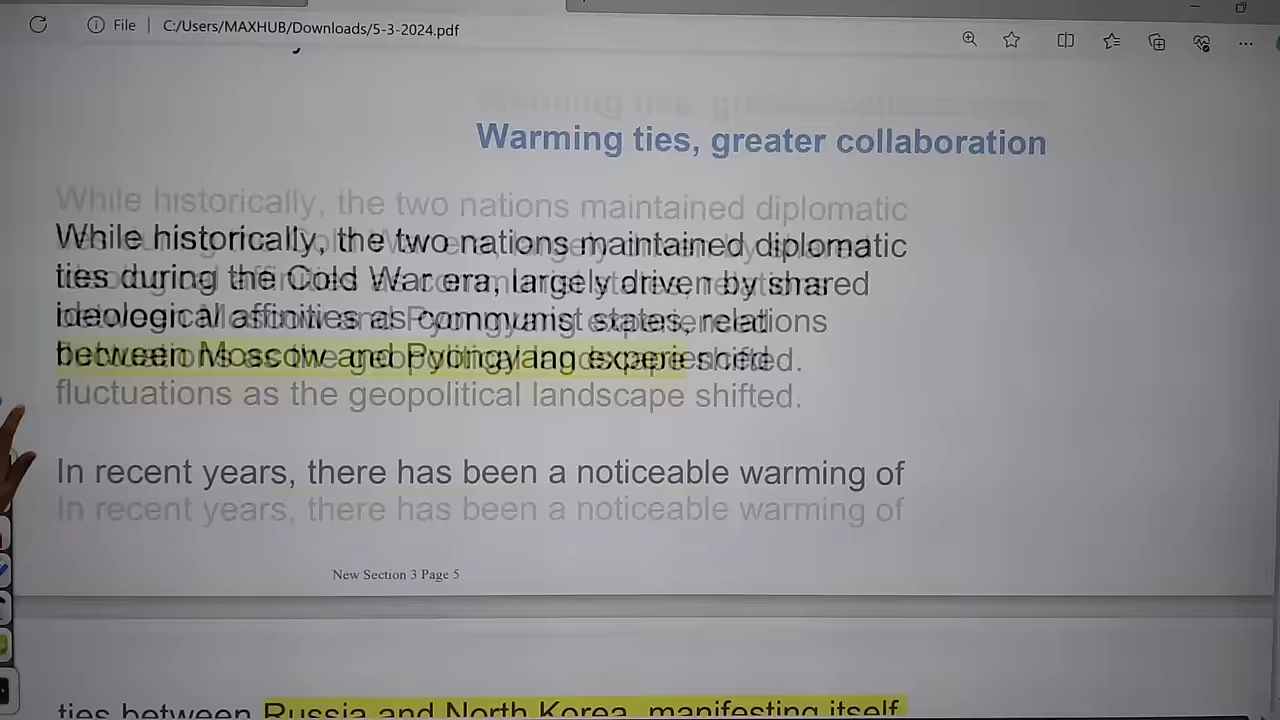 File | C:/Users/MAXHUB/Downloads/5-3-2024.pdf
Warming ties, greater collaboration
While historically, the two nations maintained diplomatic
ties during the Cold War era, largely driven by shared
ideological affinities as communist states, relations
between Moscow and Pyongyang experienced
fluctuations as the geopolitical landscape shifted.
In recent years, there has been a noticeable warming of
New Section 3 Page 5
ties between Russia and North Korea, manifesting itself